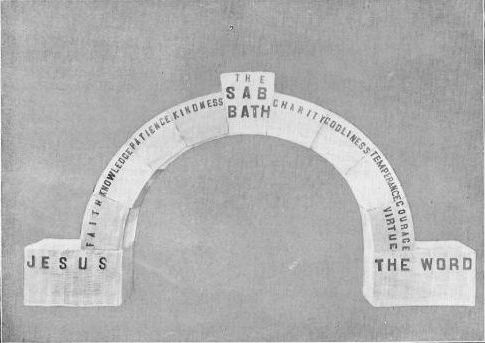 THE
SAB
BATH
FAITH
KNOWLEDGE
PATIENCE
KINDNESS
CHARITY
GODLINESS
TEMPERANCE
COURAGE
VIRTUE
JESUS
THE WORD